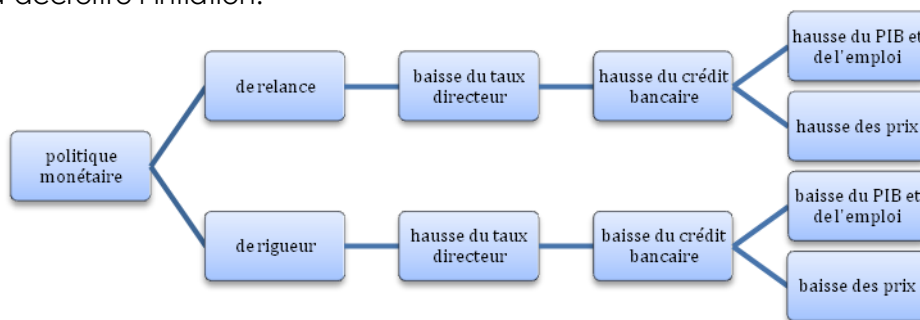 politique
monétaire
de relance
baisse du taux
directeur
hausse du crédit
bancaire
hausse du PIB et
de l'emploi
hausse des prix
de rigueur
hausse du taux
directeur
baisse du crédit
bancaire
baisse du PIB et
de l'emploi
baisse des prix